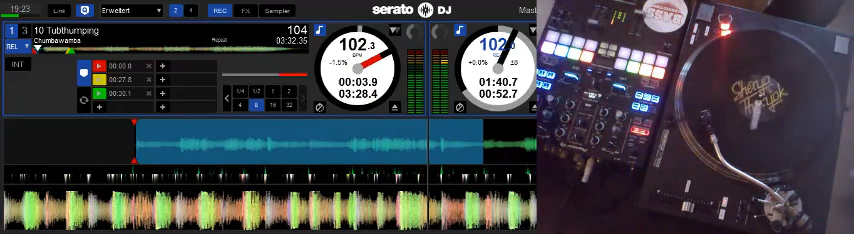 19:23
Link
Erweitert
2 4
REC
FX
Sampler
serato DJ
Mast
1 3
10 Tubthumping
104
Chumbawamba
Repeat
03:32.35
REL
INT
00:00.0
00:27.8
00:30.1
1/4 1/2 1 2
4 8 16 32
102.3
BPM
-1.5%
±8
00:03.9
03:28.4
102
+0.0%
±8
01:40.7
00:52.7